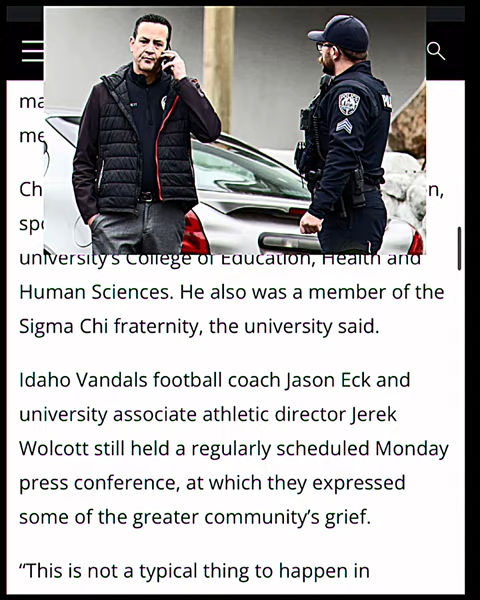 ma
me
Ch n,
spo
university's College of Education, Health and
Human Sciences. He also was a member of the
Sigma Chi fraternity, the university said.
Idaho Vandals football coach Jason Eck and
university associate athletic director Jerek
Wolcott still held a regularly scheduled Monday
press conference, at which they expressed
some of the greater community's grief.
“This is not a typical thing to happen in